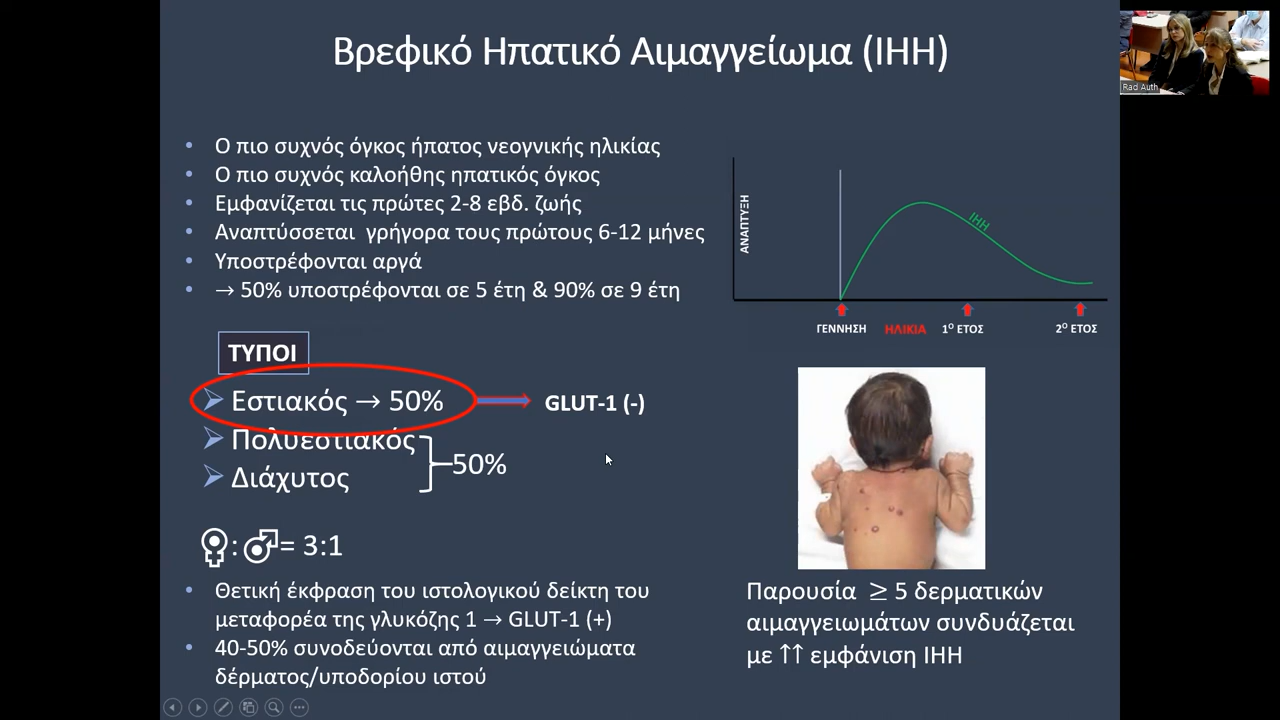 Βρεφικό Ηπατικό Αιμαγγείωμα (IHH)
Rad Auth
• Ο πιο συχνός όγκος ήπατος νεογνικής ηλικίας
• Ο πιο συχνός καλοήθης ηπατικός όγκος
• Εμφανίζεται τις πρώτες 2-8 εβδ. ζωής
• Αναπτύσσεται γρήγορα τους πρώτους 6-12 μήνες
• Υποστρέφονται αργά
• → 50% υποστρέφονται σε 5 έτη & 90% σε 9 έτη
ΑΝΑΠΤΥΞΗ
IHH
ΓΕΝΝΗΣΗ ΗΛΙΚΙΑ 1Ο ΕΤΟΣ 2Ο ΕΤΟΣ
ΤΥΠΟΙ
Εστιακός → 50%
GLUT-1 (-)
Πολυεστιακός
Διάχυτος
50%
♀:♂= 3:1
• Θετική έκφραση του ιστολογικού δείκτη του
μεταφορέα της γλυκόζης 1 → GLUT-1 (+)
• 40-50% συνοδεύονται από αιμαγγειώματα
δέρματος/υποδορίου ιστού
Παρουσία ≥ 5 δερματικών
αιμαγγειωμάτων συνδυάζεται
με ↑↑ εμφάνιση IHH